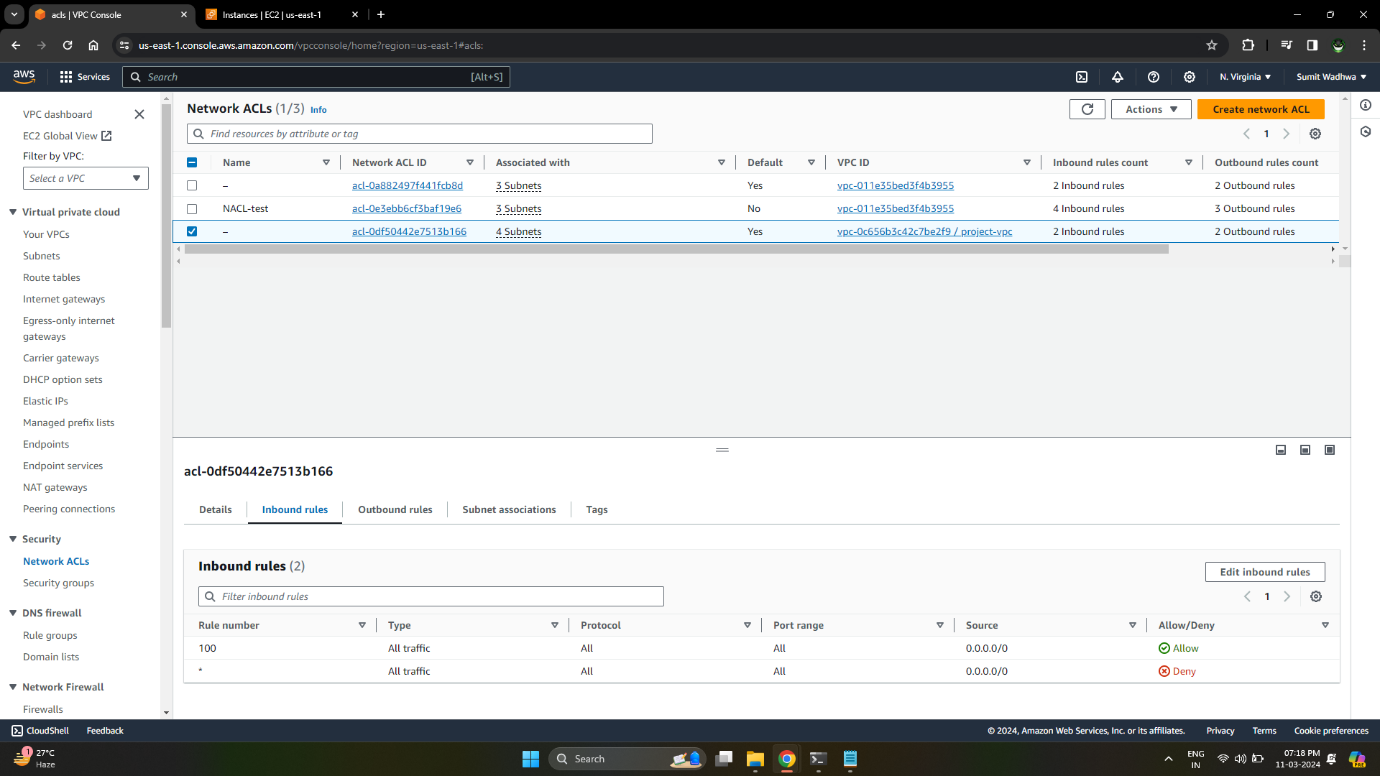 acls | VPC Console
Instances | EC2 | us-east-1
us-east-1.console.aws.amazon.com/vpcconsole/home?region=us-east-1#acls:
aws
Services
Search
[Alt+S]
N. Virginia
Sumit Wadhwa
VPC dashboard
EC2 Global View
Filter by VPC:
Select a VPC
Virtual private cloud
Your VPCs
Subnets
Route tables
Internet gateways
Egress-only internet
gateways
Carrier gateways
DHCP option sets
Elastic IPs
Managed prefix lists
Endpoints
Endpoint services
NAT gateways
Peering connections
Security
Network ACLs
Security groups
DNS firewall
Rule groups
Domain lists
Network Firewall
Firewalls
Network ACLs (1/3) Info
Actions
Create network ACL
Find resources by attribute or tag
1
Name Network ACL ID Associated with Default VPC ID Inbound rules count Outbound rules count
– acl-0a882497f441fcb8d 3 Subnets Yes vpc-011e35bed3f4b3955 2 Inbound rules 2 Outbound rules
NACL-test acl-0e3ebb6cf3baf19e6 3 Subnets No vpc-011e35bed3f4b3955 4 Inbound rules 3 Outbound rules
– acl-0df50442e7513b166 4 Subnets Yes vpc-0c656b3c42c7be2f9 / project-vpc 2 Inbound rules 2 Outbound rules
acl-0df50442e7513b166
Details Inbound rules Outbound rules Subnet associations Tags
Inbound rules (2)
Edit inbound rules
Filter inbound rules
1
Rule number Type Protocol Port range Source Allow/Deny
100 All traffic All All 0.0.0.0/0 Allow
* All traffic All All 0.0.0.0/0 Deny
CloudShell Feedback © 2024, Amazon Web Services, Inc. or its affiliates. Privacy Terms Cookie preferences
1
27°C
Haze
Search
ENG
IN
07:18 PM
11-03-2024
PRE